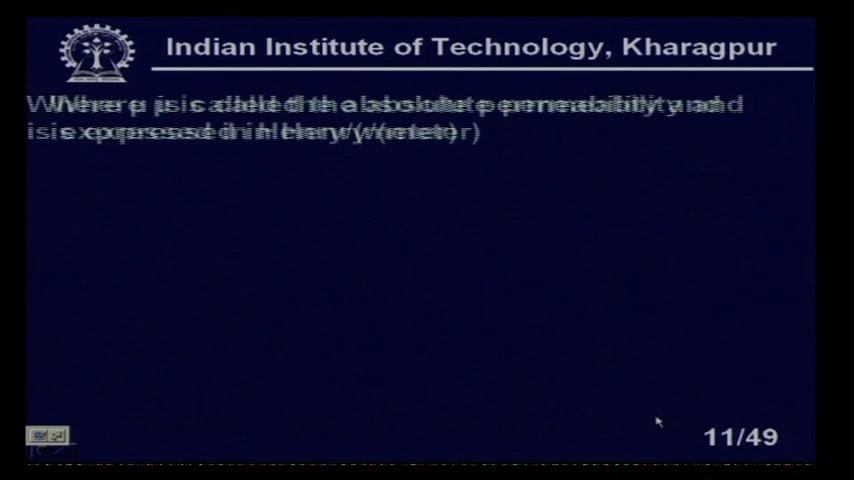 Indian Institute of Technology, Kharagpur
Where μ is called the absolute permeability and
is expressed in Henry/(meter)
11/49